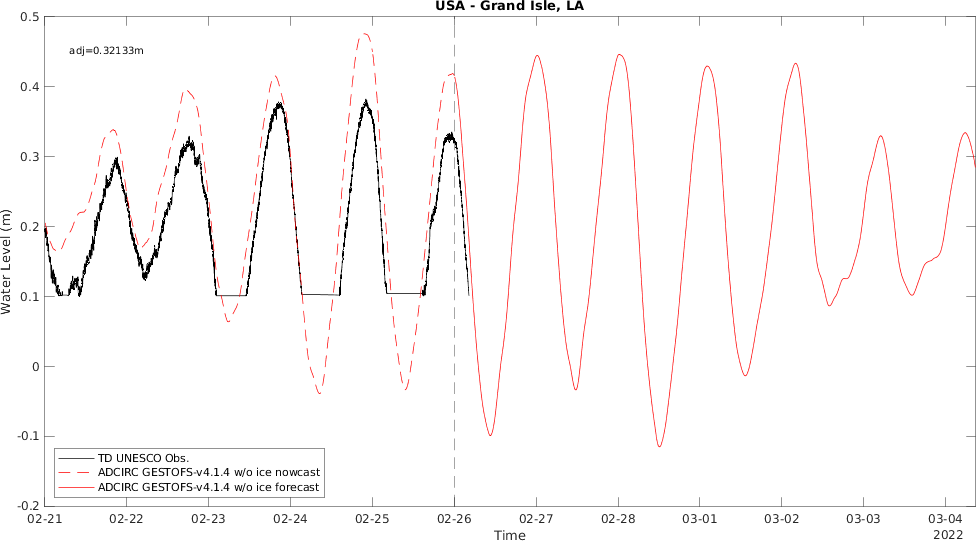 USA - Grand Isle, LA
adj=0.32133m
0.5
0.4
0.3
0.2
0.1
0
-0.1
-0.2
Water Level (m)
TD UNESCO Obs.
ADCIRC GESTOFS-v4.1.4 w/o ice nowcast
ADCIRC GESTOFS-v4.1.4 w/o ice forecast
02-21 02-22 02-23 02-24 02-25 02-26 02-27 02-28 03-01 03-02 03-03 03-04
Time
2022